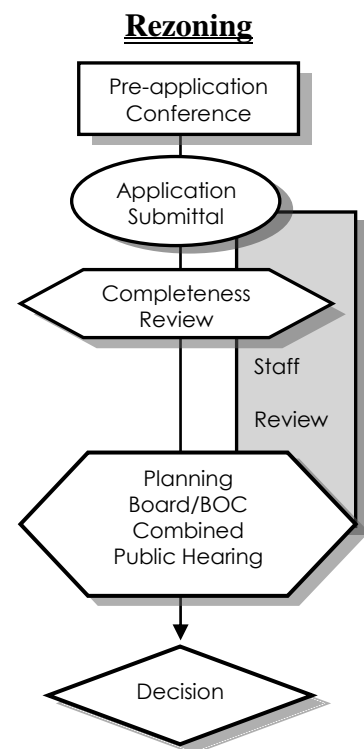 Rezoning
Pre-application
Conference
Application
Submittal
Completeness
Review
Staff
Review
Planning
Board/BOC
Combined
Public Hearing
Decision